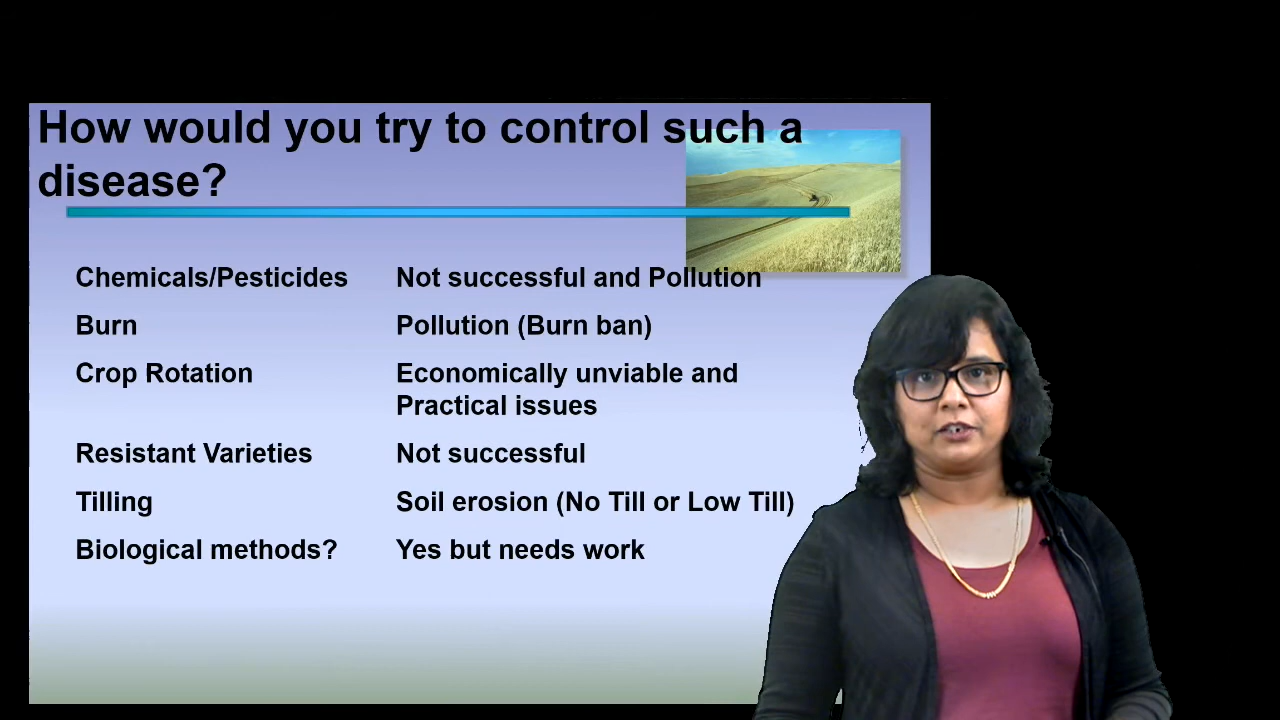 How would you try to control such a
disease?
Chemicals/Pesticides Not successful and Pollution
Burn Pollution (Burn ban)
Crop Rotation Economically unviable and
Practical issues
Resistant Varieties Not successful
Tilling Soil erosion (No Till or Low Till)
Biological methods? Yes but needs work